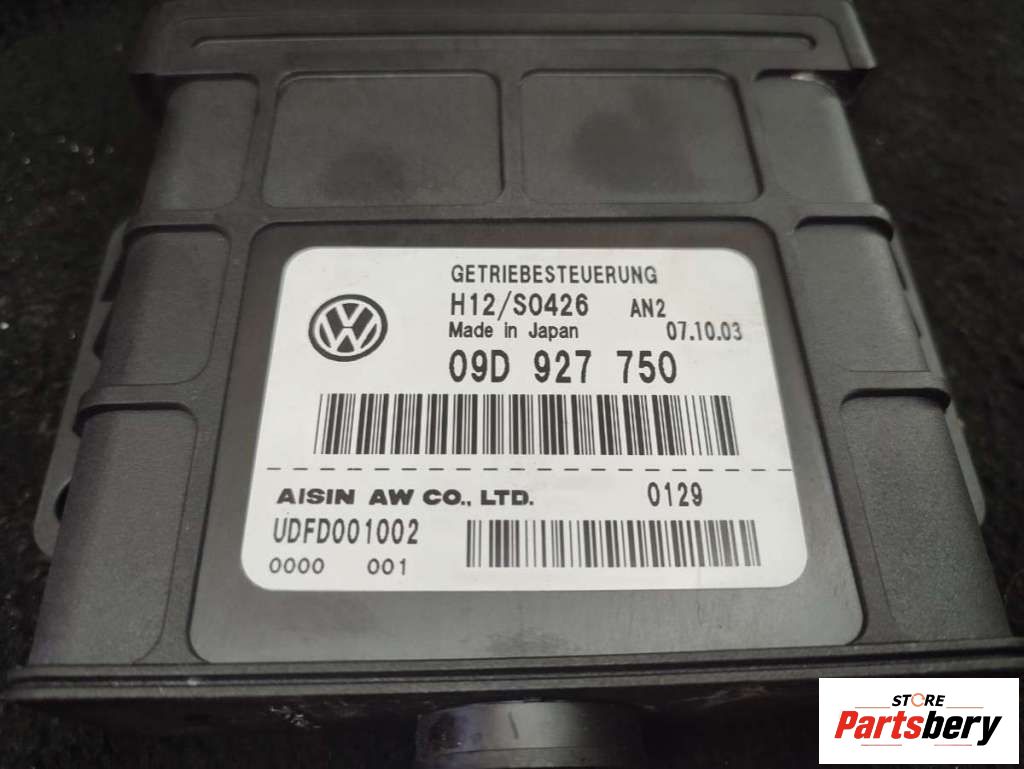 GETRIEBESTEUERUNG
H12/S0426 AN2
Made in Japan 07.10.03
09D 927 750
AISIN AW CO., LTD. 0129
UDFD001002
0000 001
STORE
Partsbery